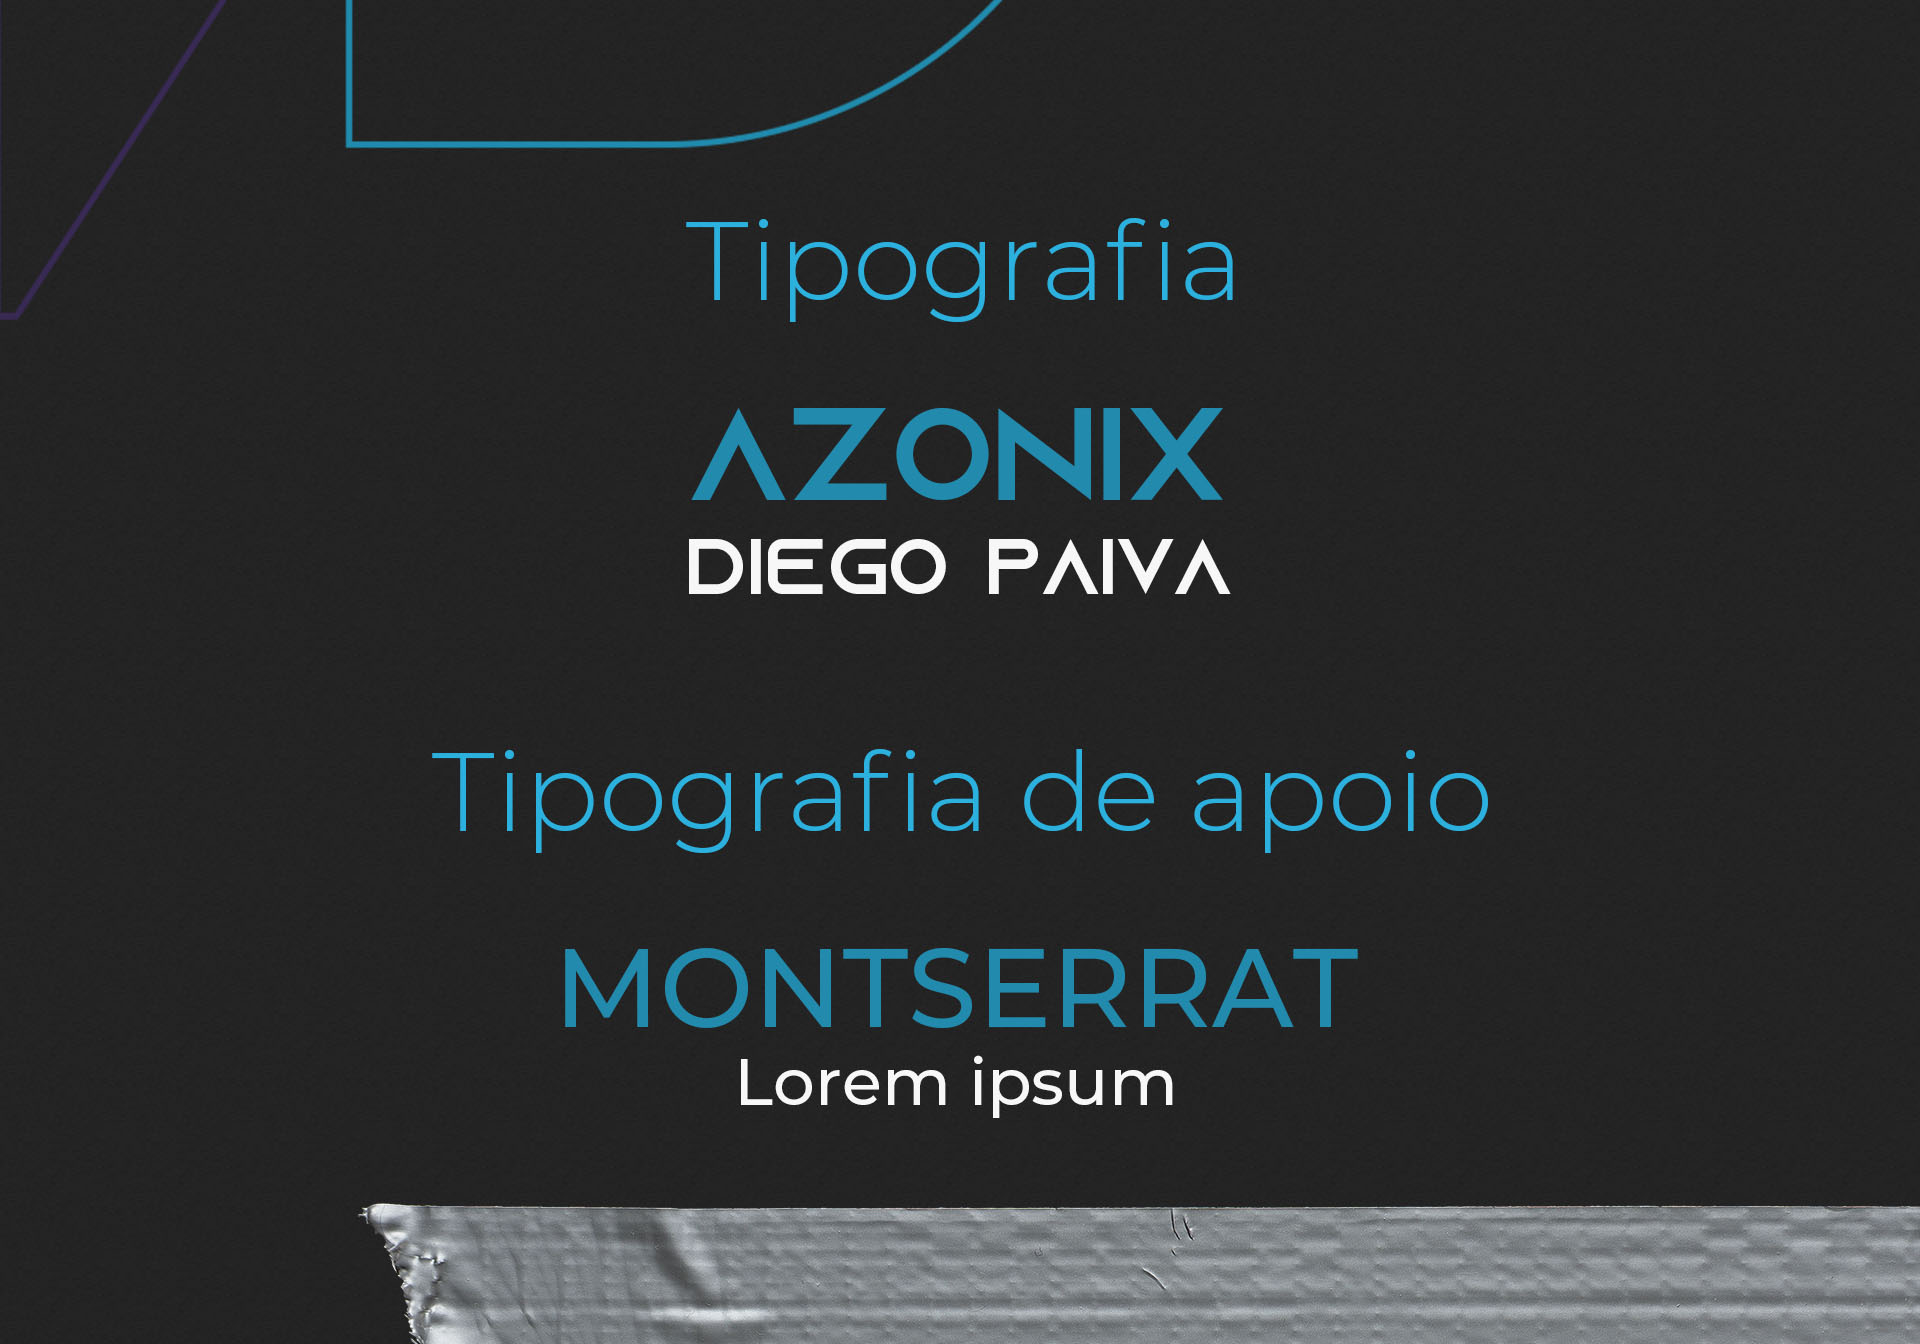 Tipografia
AZONIX
DIEGO PAIVA
Tipografia de apoio
MONTSERRAT
Lorem ipsum